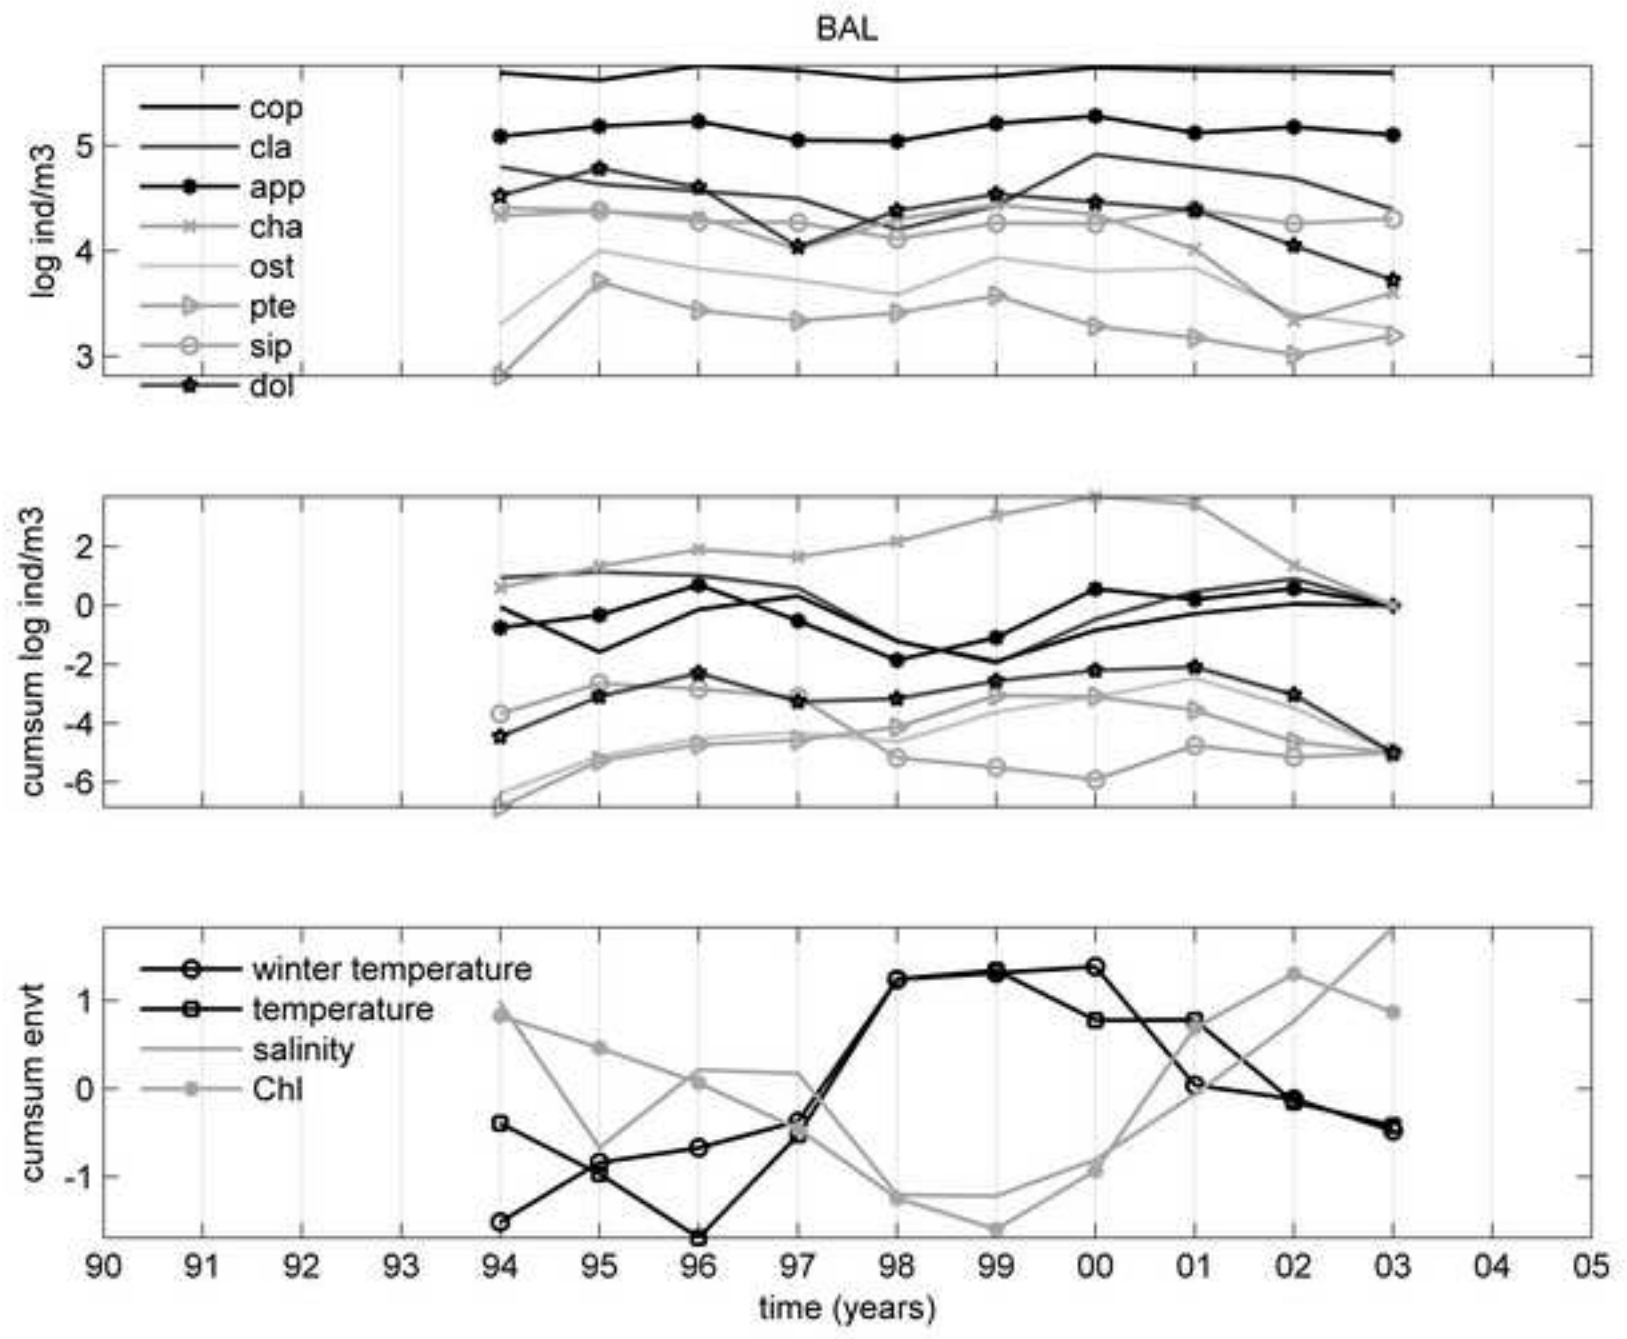 BAL
log ind/m3
5
4
3
cop
cla
app
cha
ost
pte
sip
dol
cumsum log ind/m3
2
0
-2
-4
-6
cumsum envt
1
0
-1
winter temperature
temperature
salinity
Chl
90 91 92 93 94 95 96 97 98 99 00 01 02 03 04 05
time (years)